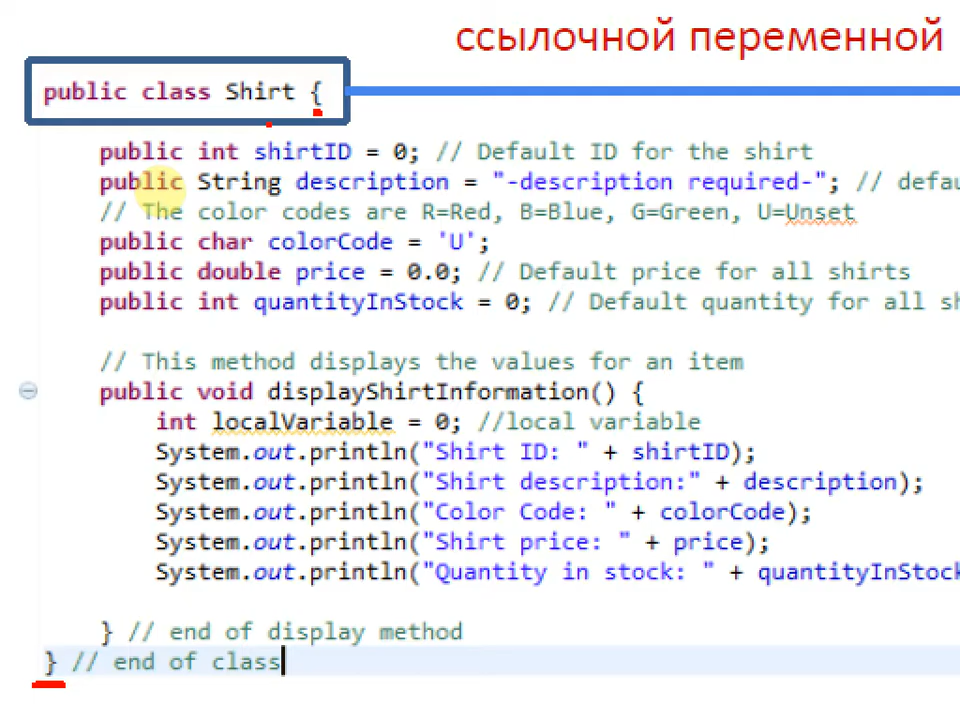 ссылочной переменной
public class Shirt {
public int shirtID = 0; // Default ID for the shirt
public String description = "-description required-"; // defau
// The color codes are R=Red, B=Blue, G=Green, U=Unset
public char colorCode = 'U';
public double price = 0.0; // Default price for all shirts
public int quantityInStock = 0; // Default quantity for all sh
// This method displays the values for an item
public void displayShirtInformation() {
int localVariable = 0; //local variable
System.out.println("Shirt ID: " + shirtID);
System.out.println("Shirt description:" + description);
System.out.println("Color Code: " + colorCode);
System.out.println("Shirt price: " + price);
System.out.println("Quantity in stock: " + quantityInStock
} // end of display method
} // end of class